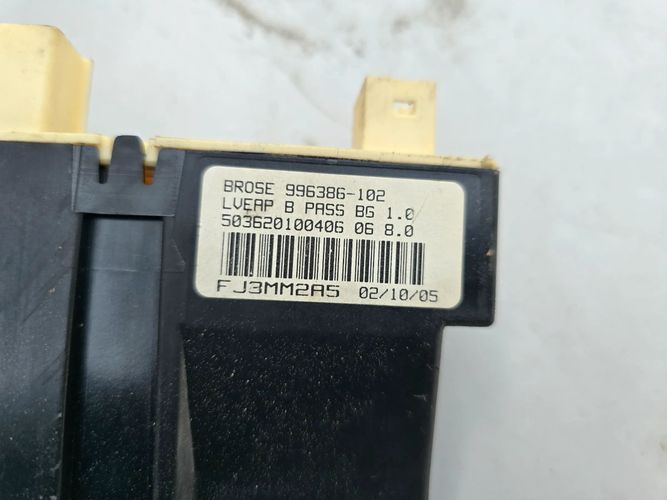 BROSE 996386-102
LVEAP B PASS BG 1.0
503620100406 06 8.0
FJ3MM2A5 02/10/05